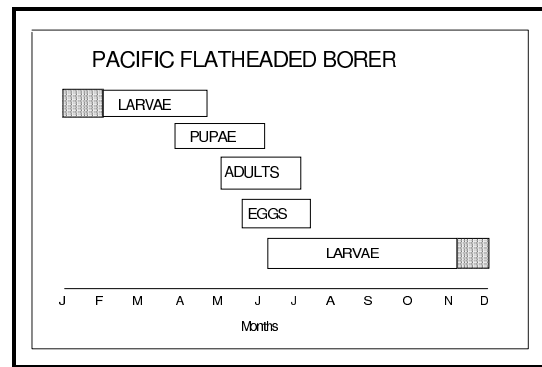 PACIFIC FLATHEADED BORER
LARVAE
PUPAE
ADULTS
EGGS
LARVAE
J F M A M J J A S O N D
Months